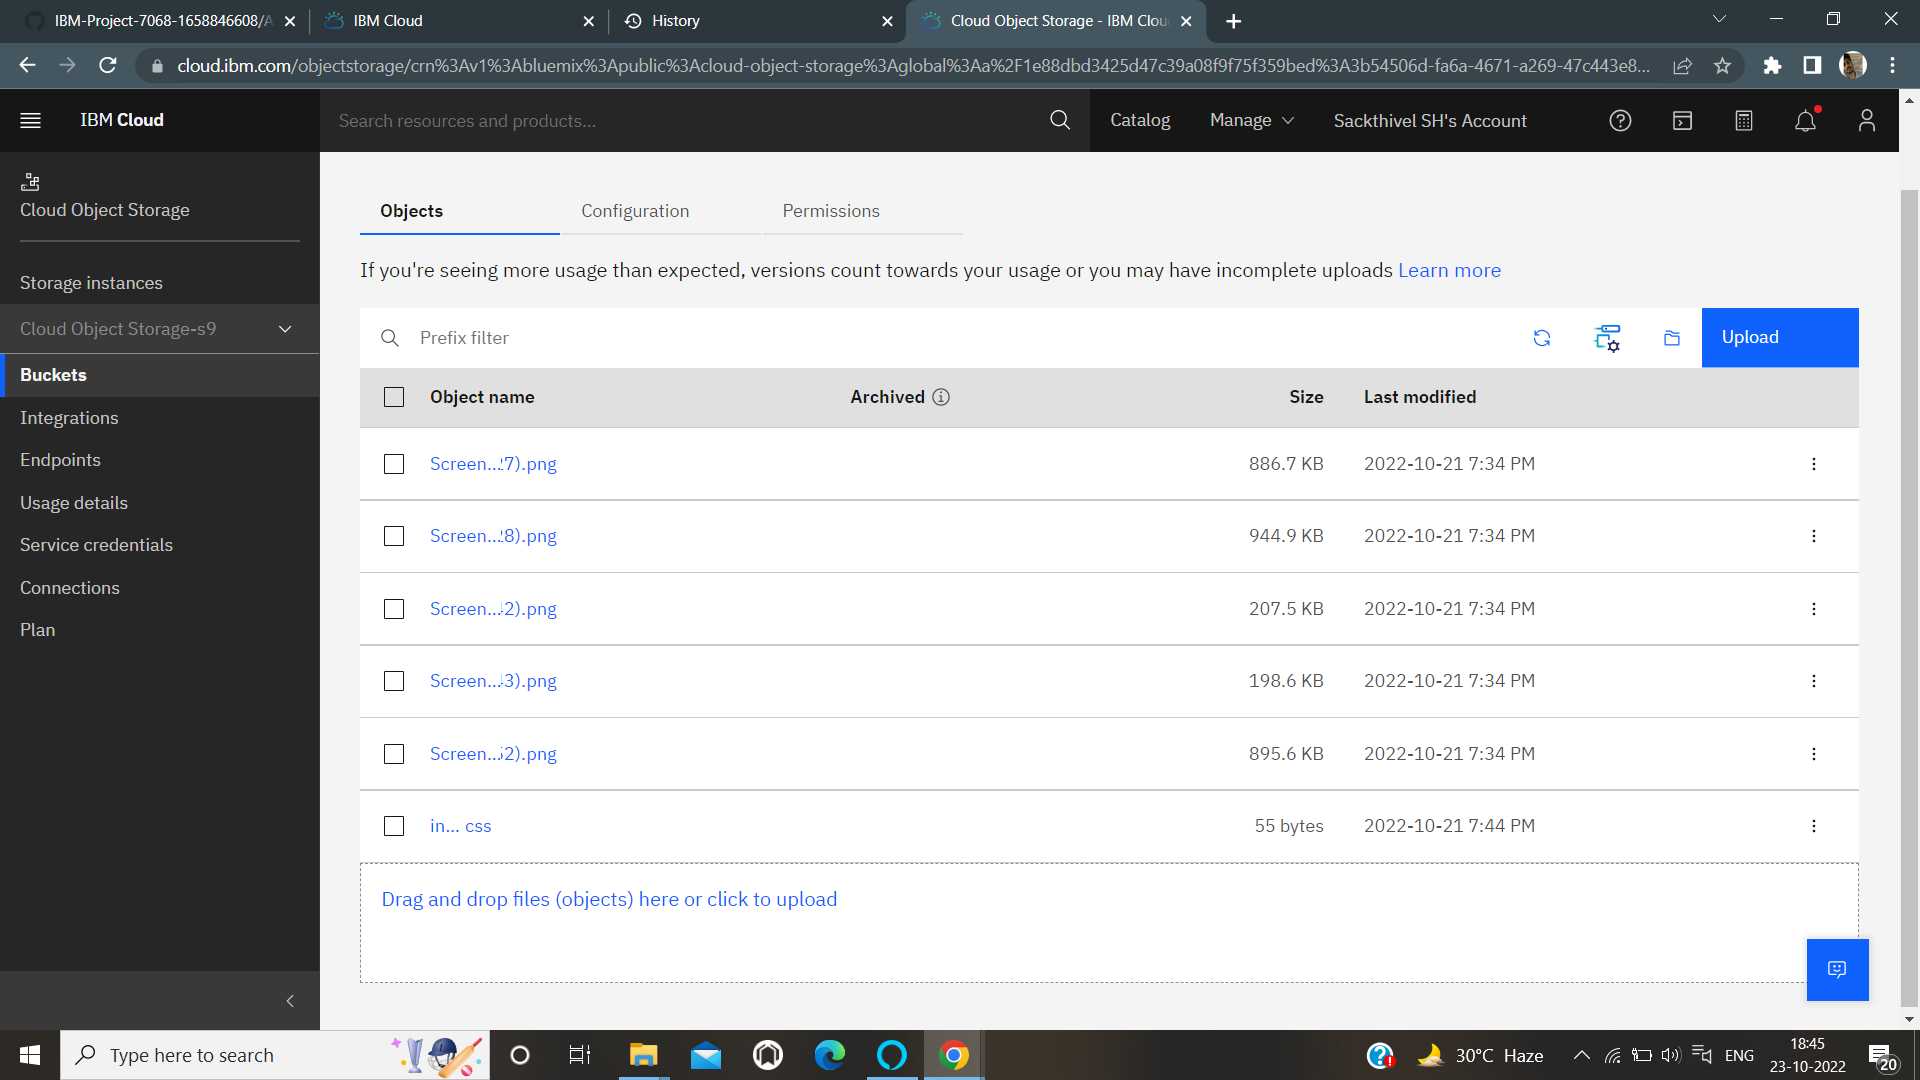 IBM-Project-7068-1658846608/A
IBM Cloud
History
Cloud Object Storage - IBM Clou
cloud.ibm.com/objectstorage/crn%3Av1%3Abluemix%3Apublic%3Acloud-object-storage%3Aglobal%3Aa%2F1e88dbd3425d47c39a08f9f75f359bed%3A3b54506d-fa6a-4671-a269-47c443e8...
IBM Cloud
Search resources and products...
Catalog
Manage
Sackthivel SH's Account
Cloud Object Storage
Storage instances
Cloud Object Storage-s9
Buckets
Integrations
Endpoints
Usage details
Service credentials
Connections
Plan
Objects
Configuration
Permissions
If you're seeing more usage than expected, versions count towards your usage or you may have incomplete uploads Learn more
Prefix filter
Upload
Object name Archived Size Last modified
Screen...7).png 886.7 KB 2022-10-21 7:34 PM
Screen...8).png 944.9 KB 2022-10-21 7:34 PM
Screen...2).png 207.5 KB 2022-10-21 7:34 PM
Screen...3).png 198.6 KB 2022-10-21 7:34 PM
Screen...2).png 895.6 KB 2022-10-21 7:34 PM
in... css 55 bytes 2022-10-21 7:44 PM
Drag and drop files (objects) here or click to upload
Type here to search
30°C Haze
ENG
18:45
23-10-2022
20